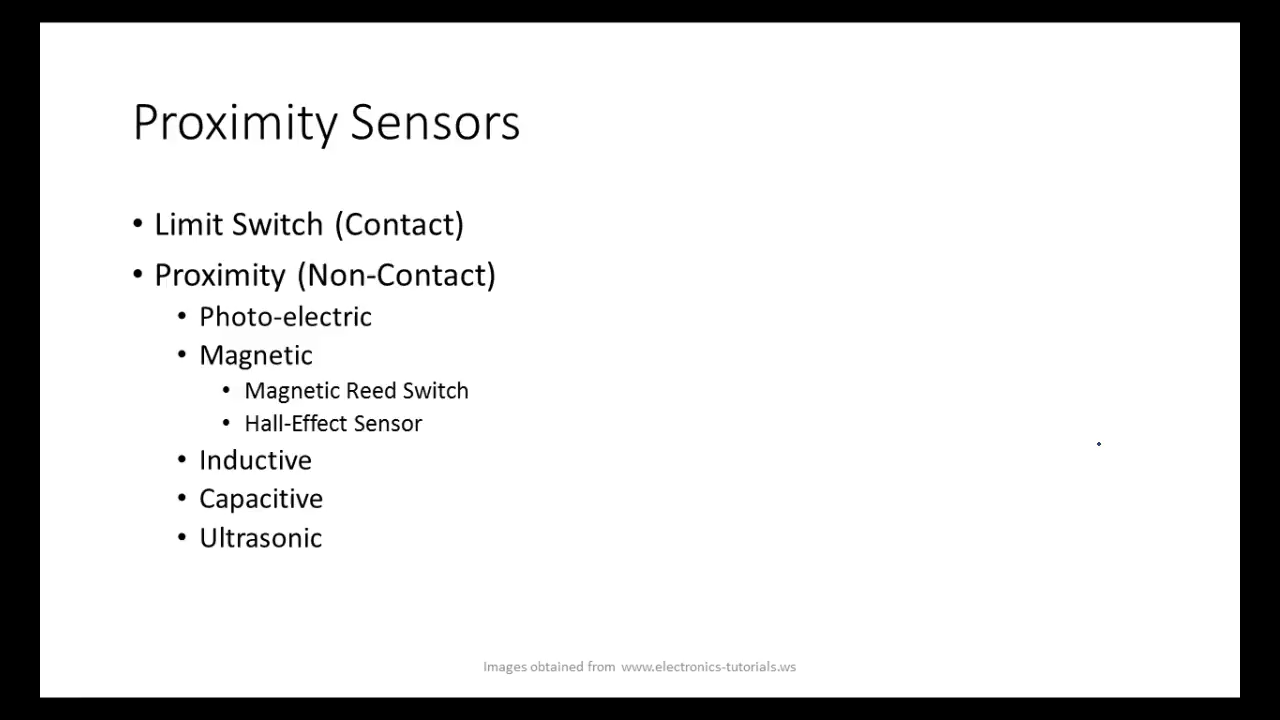 Proximity Sensors
• Limit Switch (Contact)
• Proximity (Non-Contact)
• Photo-electric
• Magnetic
• Magnetic Reed Switch
• Hall-Effect Sensor
• Inductive
• Capacitive
• Ultrasonic
Images obtained from www.electronics-tutorials.ws